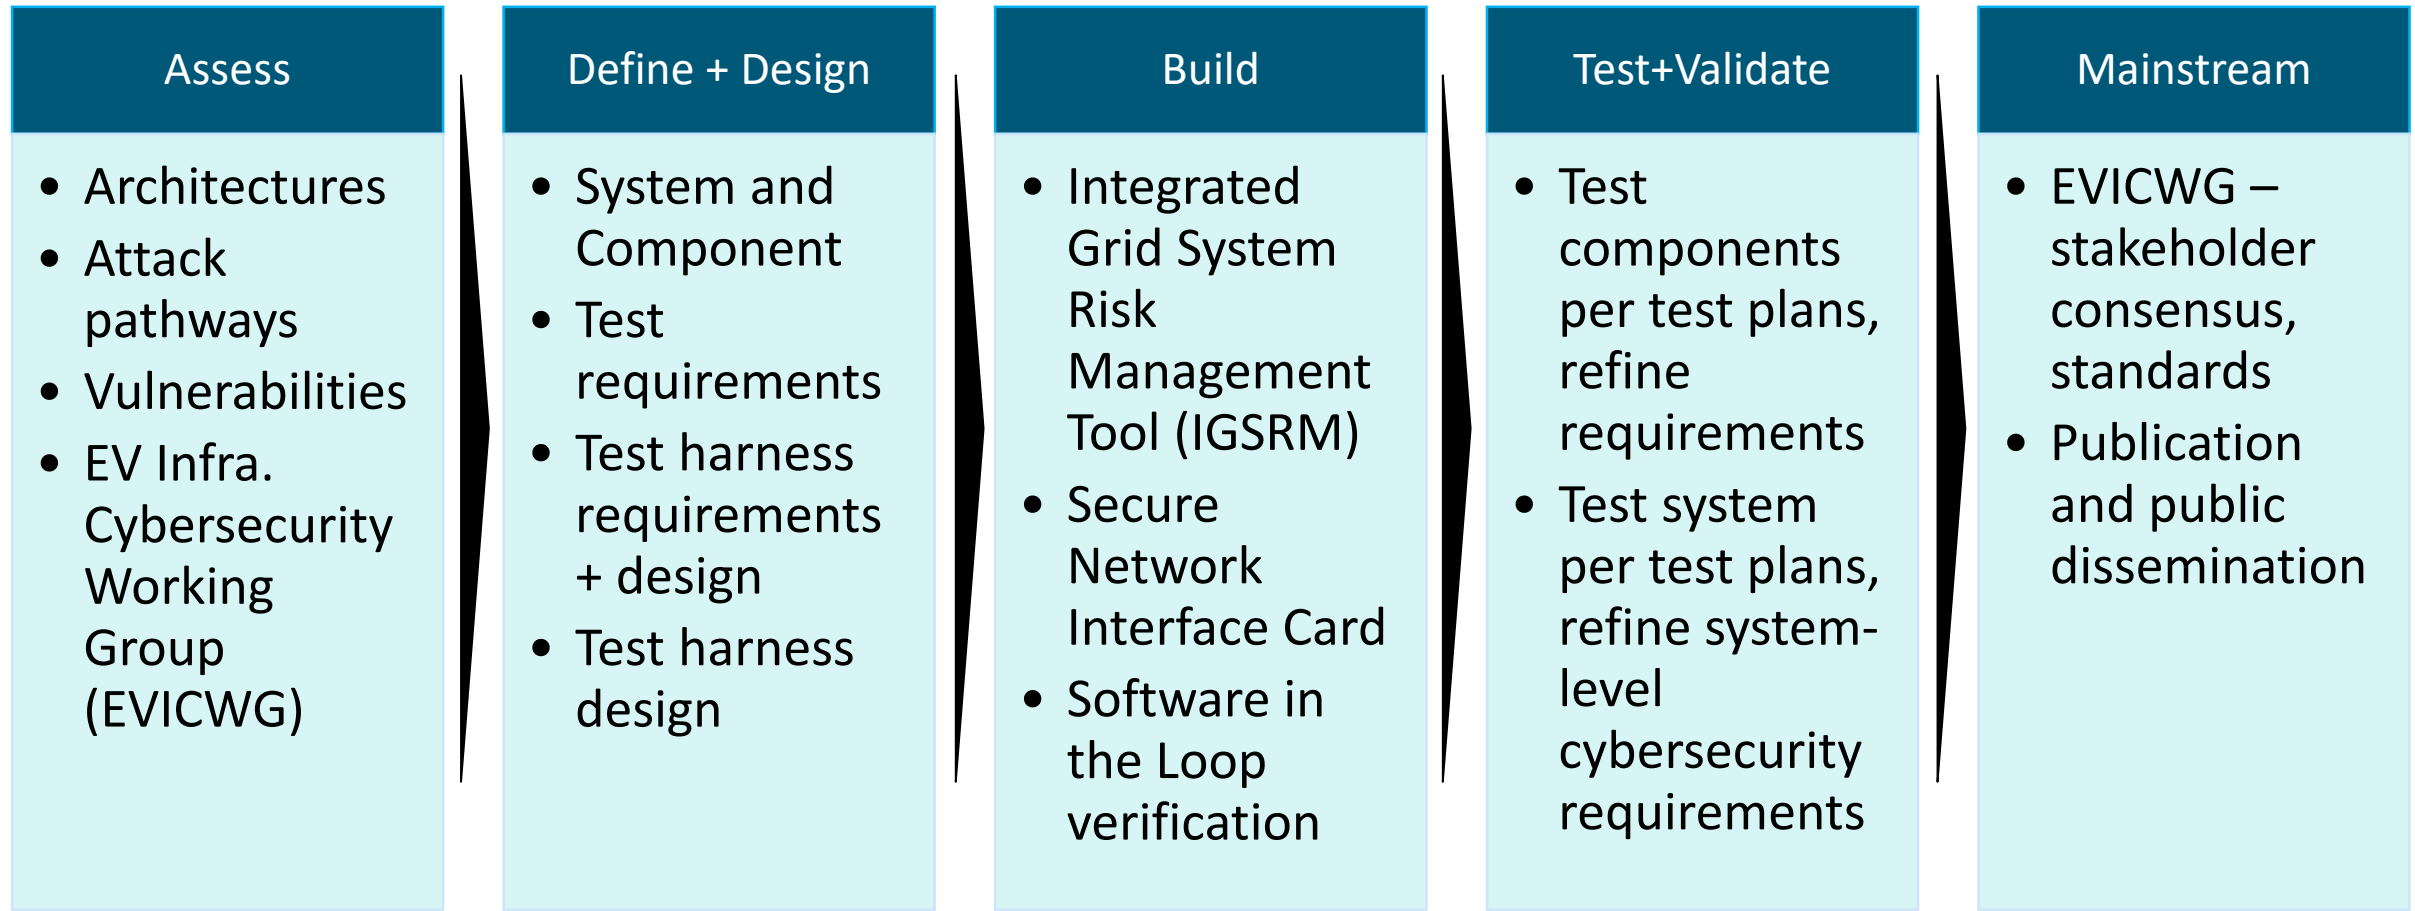 Assess
• Architectures
• Attack
pathways
• Vulnerabilities
• EV Infra.
Cybersecurity
Working
Group
(EVICWG)
Define + Design
• System and
Component
• Test
requirements
• Test harness
requirements
+ design
• Test harness
design
Build
• Integrated
Grid System
Risk
Management
Tool (IGSRM)
• Secure
Network
Interface Card
• Software in
the Loop
verification
Test+Validate
• Test
components
per test plans,
refine
requirements
• Test system
per test plans,
refine system-
level
cybersecurity
requirements
Mainstream
• EVICWG –
stakeholder
consensus,
standards
• Publication
and public
dissemination